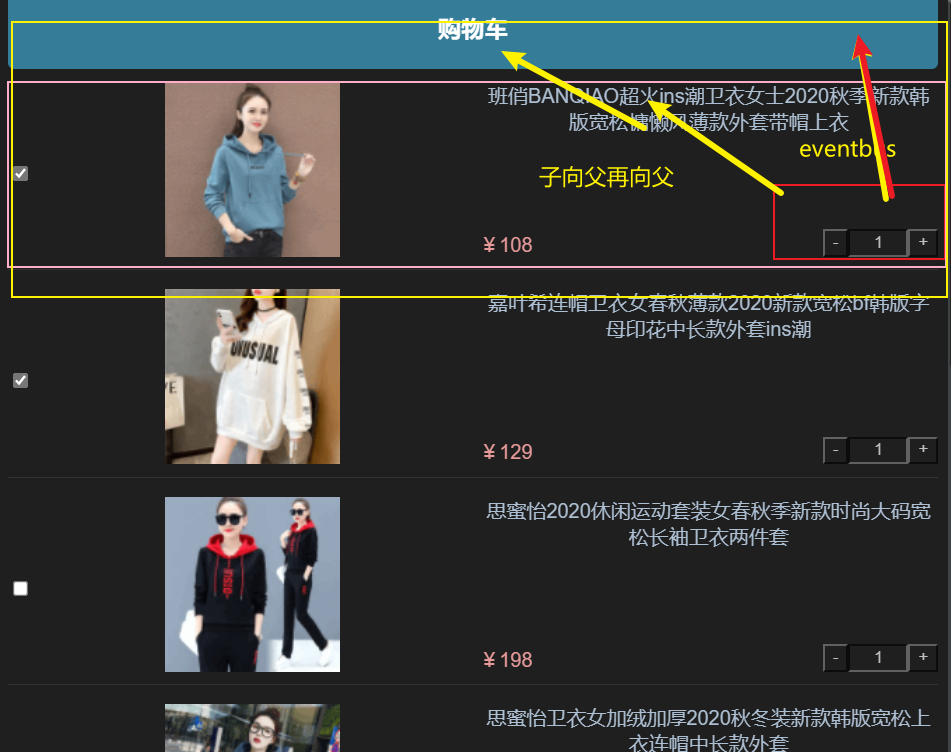 购物车
班俏BANQIAO超火ins潮卫衣女士2020秋季新款韩
版宽松慵懒风薄款外套带帽上衣
eventbus
子向父再向父
¥ 108
- 1 +
嘉叶希连帽卫衣女春秋薄款2020新款宽松bf韩版字
母印花中长款外套ins潮
UNUSUAL
¥ 129
- 1 +
思蜜怡2020休闲运动套装女春秋季新款时尚大码宽
松长袖卫衣两件套
¥ 198
- 1 +
思蜜怡卫衣女加绒加厚2020秋冬装新款韩版宽松上
衣连帽中长款外套